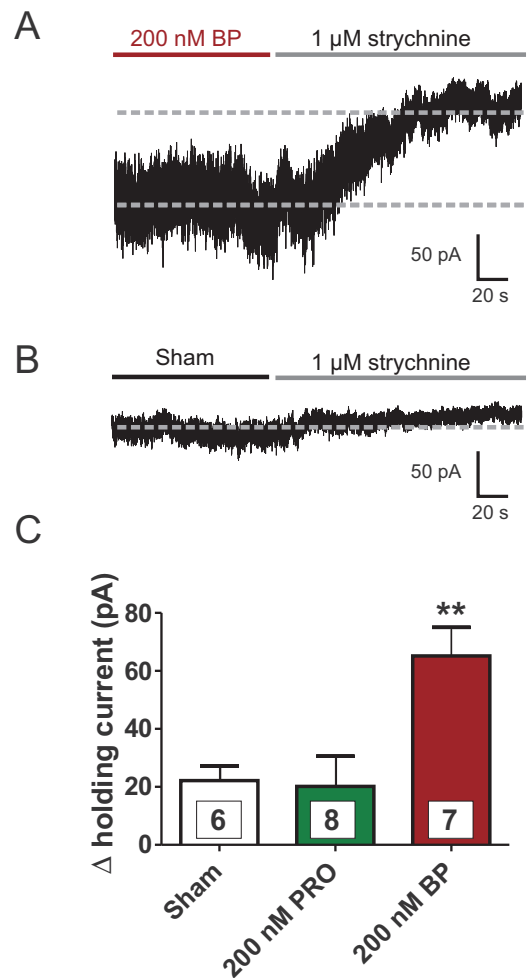 A
200 nM BP
1 µM strychnine
50 pA
20 s
B
Sham
1 µM strychnine
50 pA
20 s
C
Δ holding current (pA)
80
60
40
20
0
**
6
8
7
Sham
200 nM PRO
200 nM BP